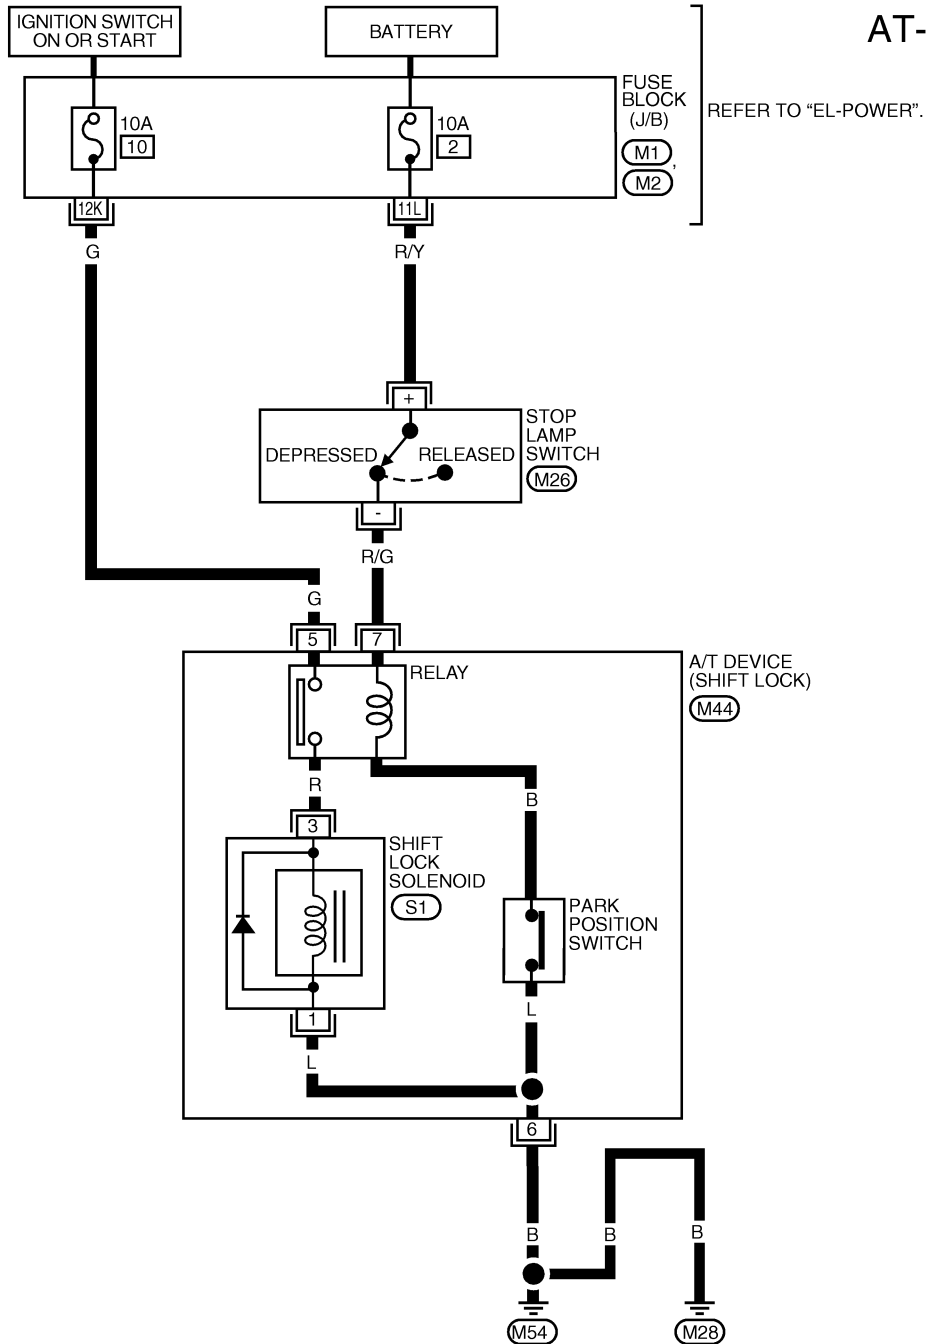 IGNITION SWITCH
ON OR START
BATTERY
AT-
FUSE
BLOCK
(J/B)
REFER TO “EL-POWER”.
10A
10
10A
2
M1
,
M2
12K
11L
G
R/Y
+
STOP
LAMP
SWITCH
DEPRESSED
RELEASED
M26
-
R/G
G
5
7
RELAY
A/T DEVICE
(SHIFT LOCK)
M44
R
B
3
SHIFT
LOCK
SOLENOID
S1
PARK
POSITION
SWITCH
1
L
L
6
B
B
B
M54
M28